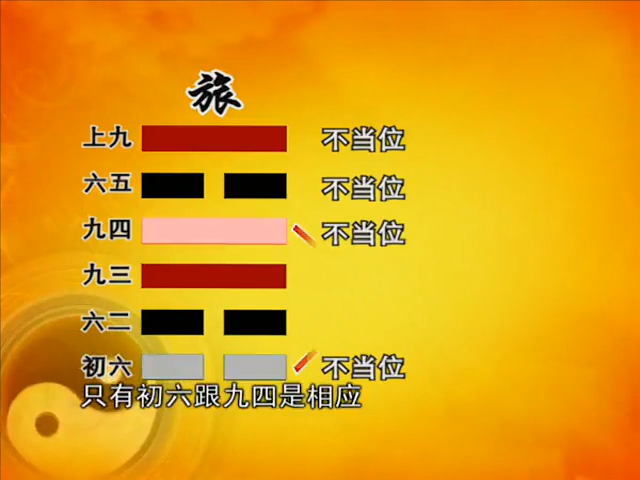 旅
上九 不当位
六五 不当位
九四 不当位
九三
六二
初六 不当位
只有初六跟九四是相应